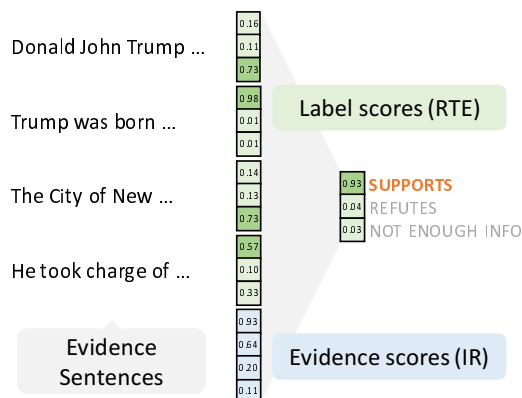 Donald John Trump ...
0.16
0.11
0.73
Trump was born ...
0.98
0.01
0.01
Label scores (RTE)
The City of New ...
0.14
0.13
0.73
0.93 SUPPORTS
0.04 REFUTES
0.03 NOT ENOUGH INFO
He took charge of ...
0.57
0.10
0.33
Evidence
Sentences
0.93
0.64
0.20
0.11
Evidence scores (IR)